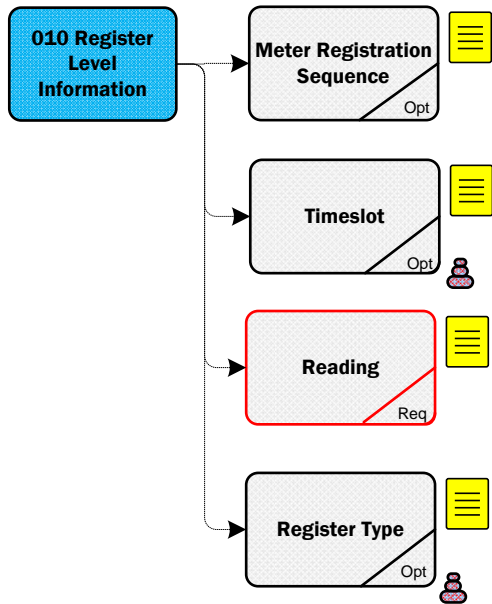 010 Register
Level
Information
Meter Registration
Sequence
Opt
Timeslot
Opt
Reading
Req
Register Type
Opt